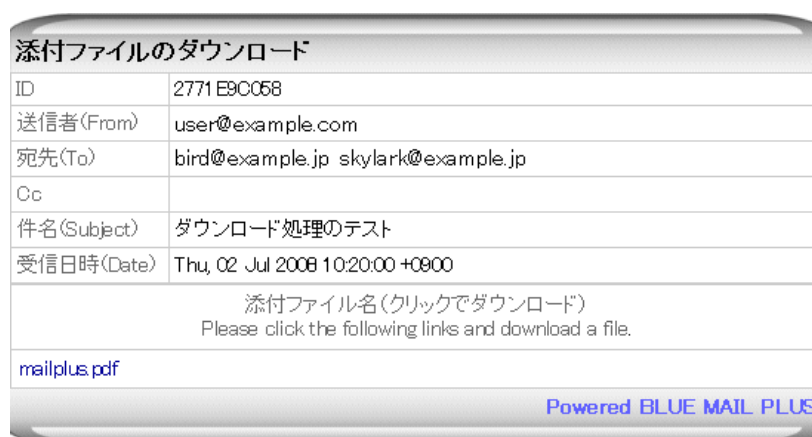 添付ファイルのダウンロード
ID 2771E9C058
送信者(From) user@example.com
宛先(To) bird@example.jp skylark@example.jp
Cc
件名(Subject) ダウンロード処理のテスト
受信日時(Date) Thu, 02 Jul 2008 10:20:00 +0900
添付ファイル名(クリックでダウンロード)
Please click the following links and download a file.
mailplus.pdf
Powered BLUE MAIL PLUS